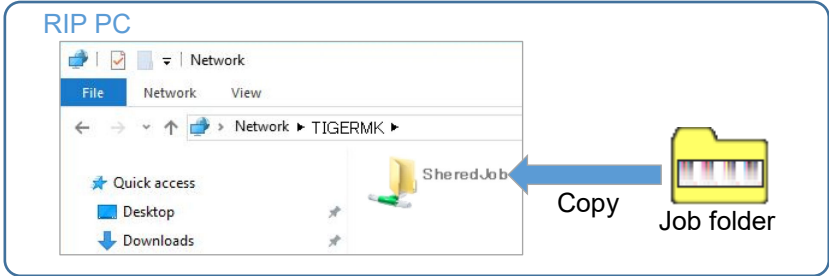 RIP PC
Network
File Network View
Network TIGERMK
Quick access
Desktop
Downloads
SheredJob
Copy
Job folder